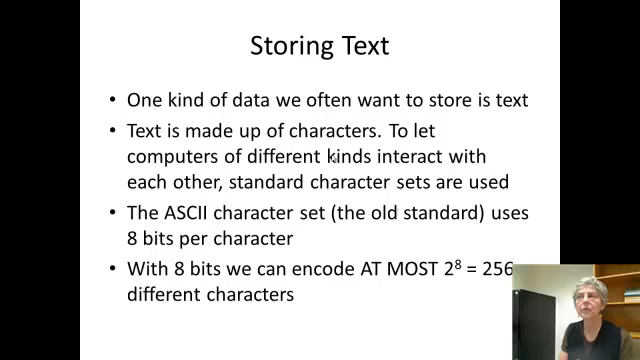 Storing Text
• One kind of data we often want to store is text
• Text is made up of characters. To let
computers of different kinds interact with
each other, standard character sets are used
• The ASCII character set (the old standard) uses
8 bits per character
• With 8 bits we can encode AT MOST 2⁸ = 256
different characters